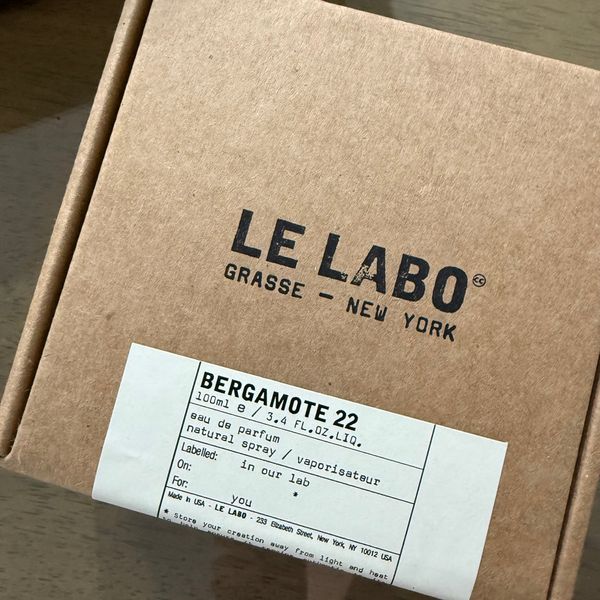 LE LABO cc
GRASSE — NEW YORK
BERGAMOTE 22
100ml e / 3.4 FL.OZ.LIQ.
eau de parfum
natural spray / vaporisateur
Labelled: in our lab
On: *
For: you
Made in USA - LE LABO - 233 Elizabeth Street, New York, NY 10012 USA
* store your creation away from light and heat